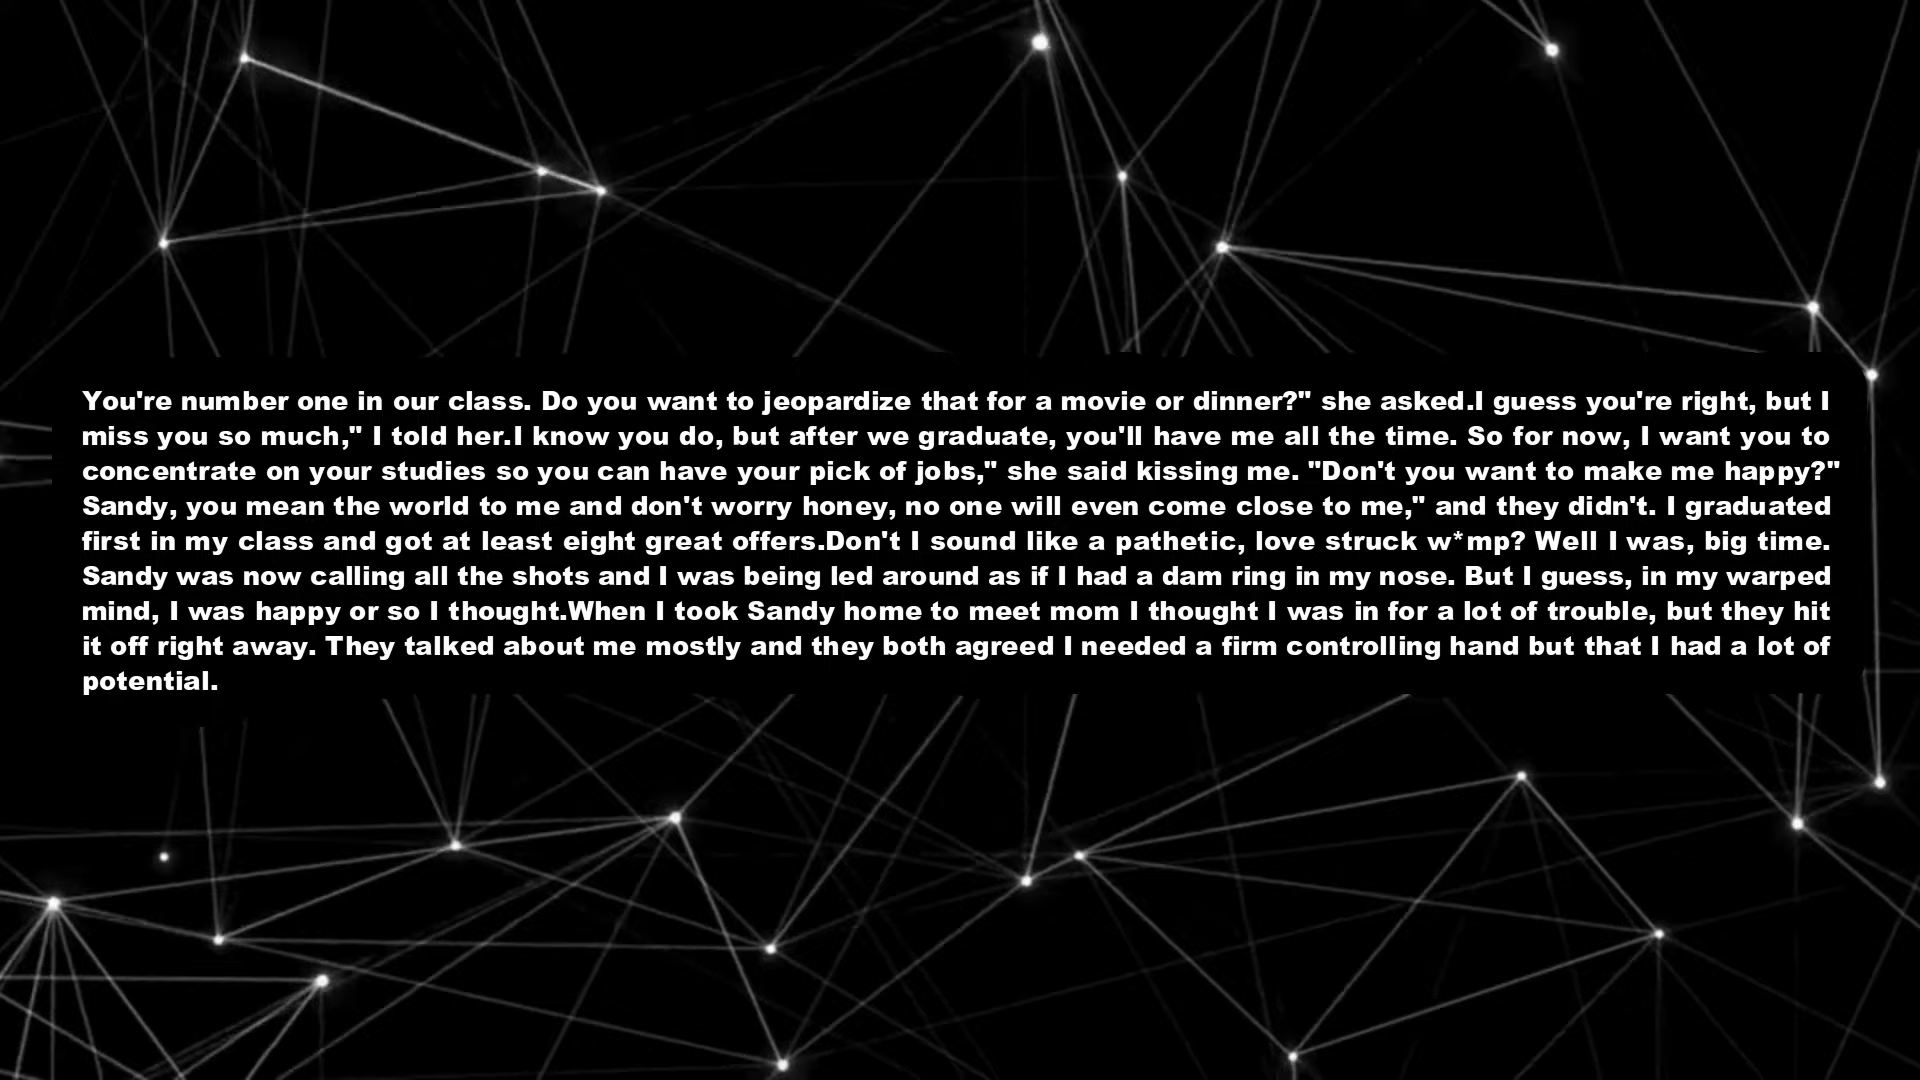 You're number one in our class. Do you want to jeopardize that for a movie or dinner?" she asked.I guess you're right, but I
miss you so much," I told her.I know you do, but after we graduate, you'll have me all the time. So for now, I want you to
concentrate on your studies so you can have your pick of jobs," she said kissing me. "Don't you want to make me happy?"
Sandy, you mean the world to me and don't worry honey, no one will even come close to me," and they didn't. I graduated
first in my class and got at least eight great offers.Don't I sound like a pathetic, love struck w*mp? Well I was, big time.
Sandy was now calling all the shots and I was being led around as if I had a dam ring in my nose. But I guess, in my warped
mind, I was happy or so I thought.When I took Sandy home to meet mom I thought I was in for a lot of trouble, but they hit
it off right away. They talked about me mostly and they both agreed I needed a firm controlling hand but that I had a lot of
potential.